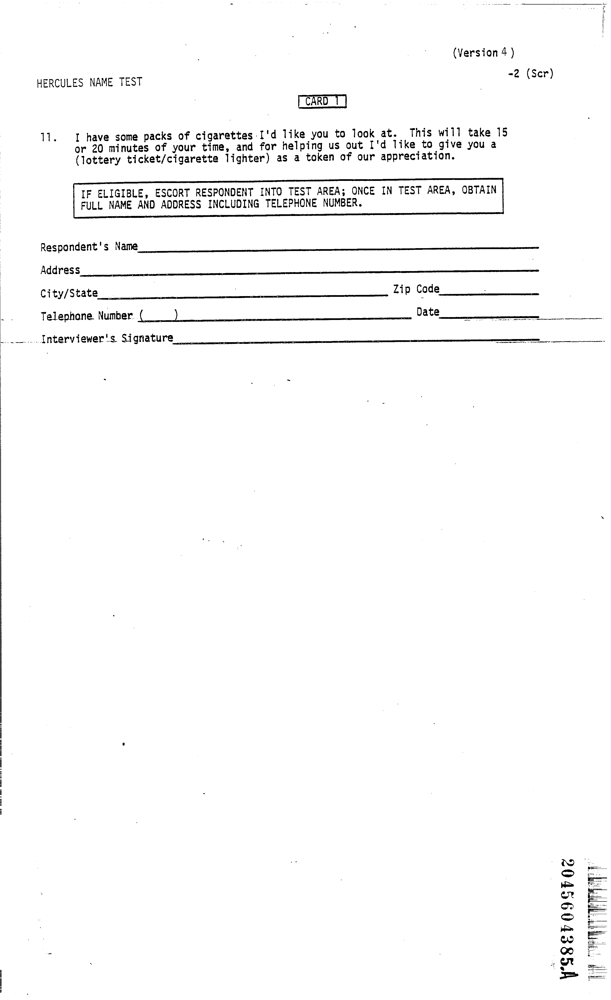 (Version 4)
-2 (Scr)
HERCULES NAME TEST
CARD 1
11. I have some packs of cigarettes I'd like you to look at. This will take 15
or 20 minutes of your time, and for helping us out I'd like to give you a
(lottery ticket/cigarette lighter) as a token of our appreciation.
IF ELIGIBLE, ESCORT RESPONDENT INTO TEST AREA; ONCE IN TEST AREA, OBTAIN
FULL NAME AND ADDRESS INCLUDING TELEPHONE NUMBER.
Respondent's Name
Address
City/State Zip Code
Telephone Number ( ) Date
Interviewer's Signature
2045604385A